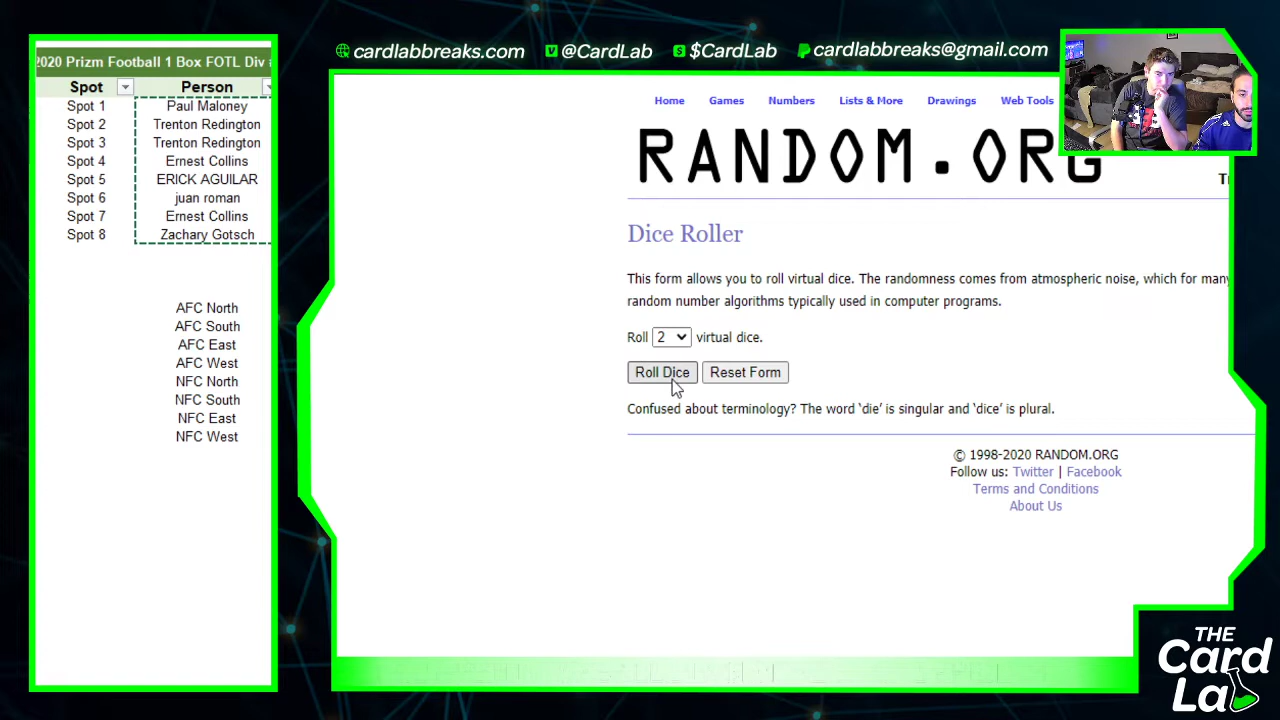 cardlabbreaks.com @CardLab $CardLab cardlabbreaks@gmail.com
2020 Prizm Football 1 Box FOTL Div
Spot Person
Spot 1 Paul Maloney
Spot 2 Trenton Redington
Spot 3 Trenton Redington
Spot 4 Ernest Collins
Spot 5 ERICK AGUILAR
Spot 6 juan roman
Spot 7 Ernest Collins
Spot 8 Zachary Gotsch
AFC North
AFC South
AFC East
AFC West
NFC North
NFC South
NFC East
NFC West
Home Games Numbers Lists & More Drawings Web Tools
RANDOM.ORG
Dice Roller
This form allows you to roll virtual dice. The randomness comes from atmospheric noise, which for many
random number algorithms typically used in computer programs.
Roll 2 virtual dice.
Roll Dice Reset Form
Confused about terminology? The word ‘die’ is singular and ‘dice’ is plural.
© 1998-2020 RANDOM.ORG
Follow us: Twitter | Facebook
Terms and Conditions
About Us
THE
Card
Lab